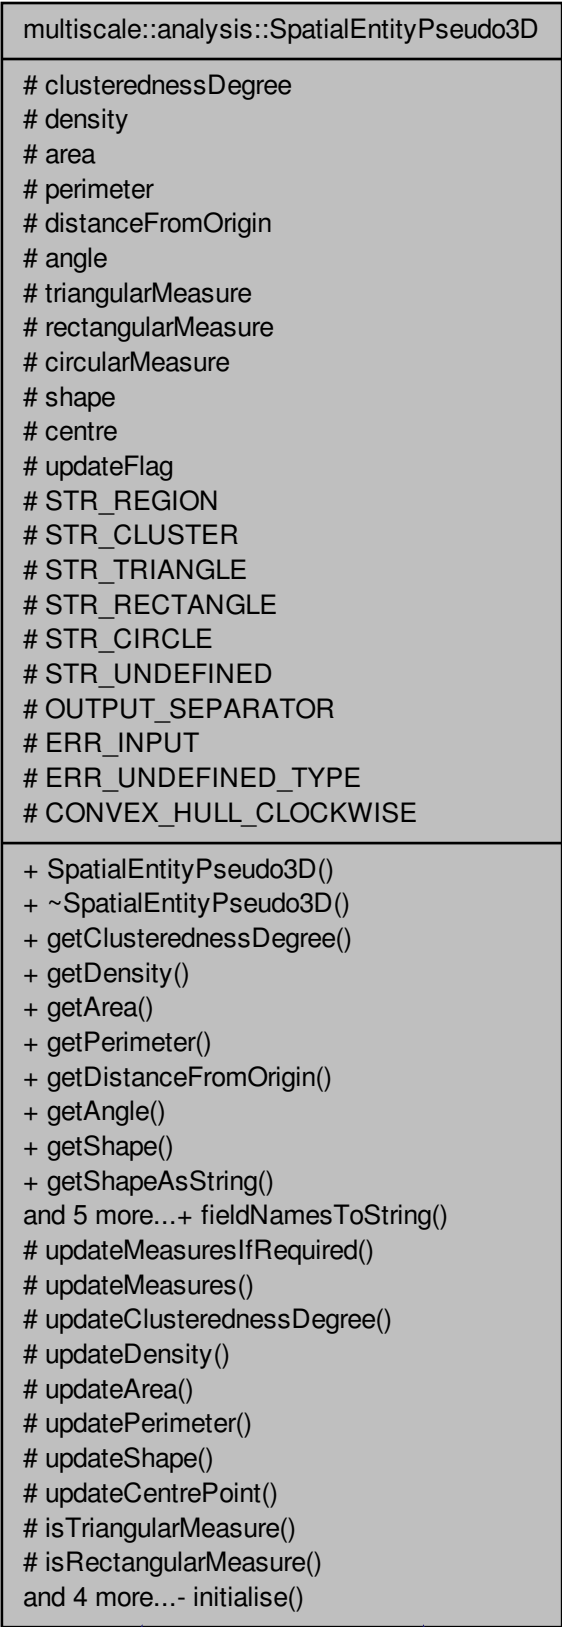 multiscale::analysis::SpatialEntityPseudo3D
# clusterednessDegree
# density
# area
# perimeter
# distanceFromOrigin
# angle
# triangularMeasure
# rectangularMeasure
# circularMeasure
# shape
# centre
# updateFlag
# STR_REGION
# STR_CLUSTER
# STR_TRIANGLE
# STR_RECTANGLE
# STR_CIRCLE
# STR_UNDEFINED
# OUTPUT_SEPARATOR
# ERR_INPUT
# ERR_UNDEFINED_TYPE
# CONVEX_HULL_CLOCKWISE
+ SpatialEntityPseudo3D()
+ ~SpatialEntityPseudo3D()
+ getClusterednessDegree()
+ getDensity()
+ getArea()
+ getPerimeter()
+ getDistanceFromOrigin()
+ getAngle()
+ getShape()
+ getShapeAsString()
and 5 more...+ fieldNamesToString()
# updateMeasuresIfRequired()
# updateMeasures()
# updateClusterednessDegree()
# updateDensity()
# updateArea()
# updatePerimeter()
# updateShape()
# updateCentrePoint()
# isTriangularMeasure()
# isRectangularMeasure()
and 4 more...- initialise()